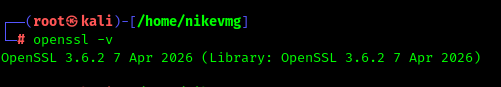 ┌──(root㉿kali)-[/home/nikevmg]
└─# openssl -v
OpenSSL 3.6.2 7 Apr 2026 (Library: OpenSSL 3.6.2 7 Apr 2026)